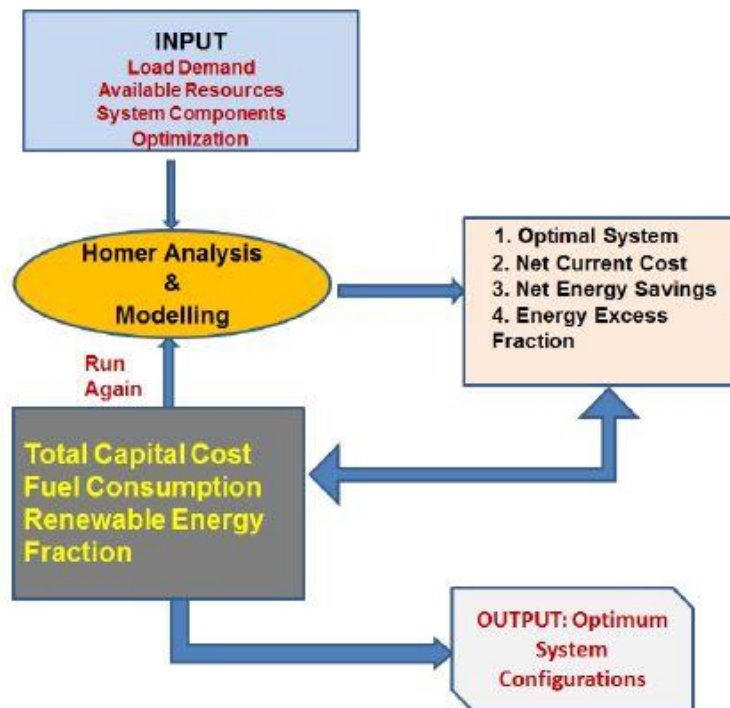 INPUT
Load Demand
Available Resources
System Components
Optimization
Homer Analysis
&
Modelling
1. Optimal System
2. Net Current Cost
3. Net Energy Savings
4. Energy Excess
Fraction
Run
Again
Total Capital Cost
Fuel Consumption
Renewable Energy
Fraction
OUTPUT: Optimum
System
Configurations